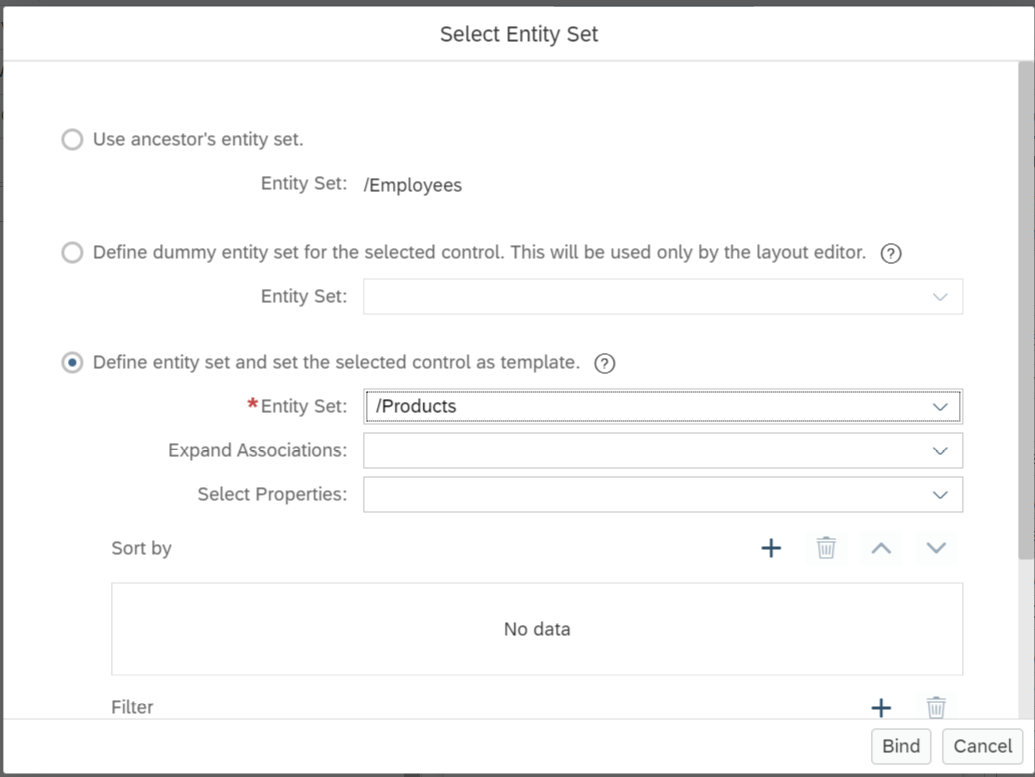 Select Entity Set
Use ancestor's entity set.
Entity Set: /Employees
Define dummy entity set for the selected control. This will be used only by the layout editor. ?
Entity Set:
Define entity set and set the selected control as template. ?
*Entity Set: /Products
Expand Associations:
Select Properties:
Sort by
No data
Filter
Bind Cancel